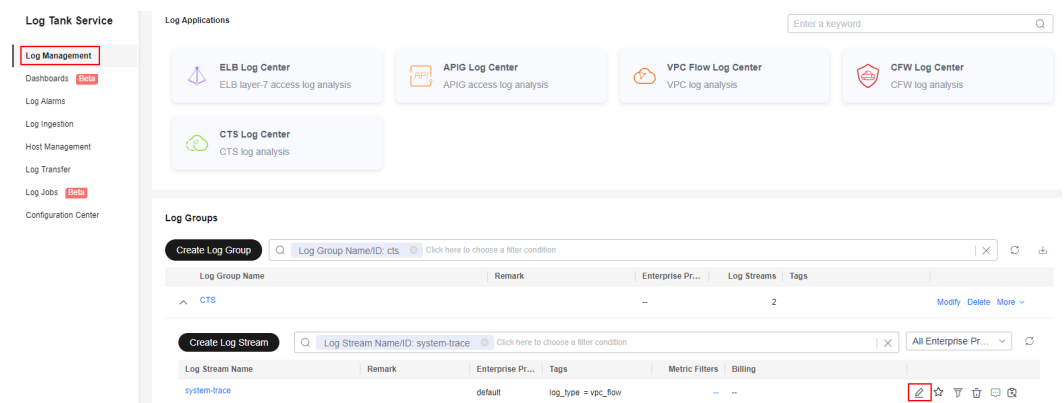 Log Tank Service
Log Management
Dashboards Beta
Log Alarms
Log Ingestion
Host Management
Log Transfer
Log Jobs Beta
Configuration Center
Log Applications
Enter a keyword.
ELB Log Center
ELB layer-7 access log analysis
API
APIG Log Center
APIG access log analysis
VPC Flow Log Center
VPC log analysis
CFW Log Center
CFW log analysis
CTS Log Center
CTS log analysis
Log Groups
Create Log Group Log Group Name/ID: cts Click here to choose a filter condition
Log Group Name Remark Enterprise Pr... Log Streams Tags
CTS -- 2 Modify Delete More
Create Log Stream Log Stream Name/ID: system-trace Click here to choose a filter condition All Enterprise Pr...
Log Stream Name Remark Enterprise Pr... Tags Metric Filters Billing
system-trace default log_type = vpc_flow -- --